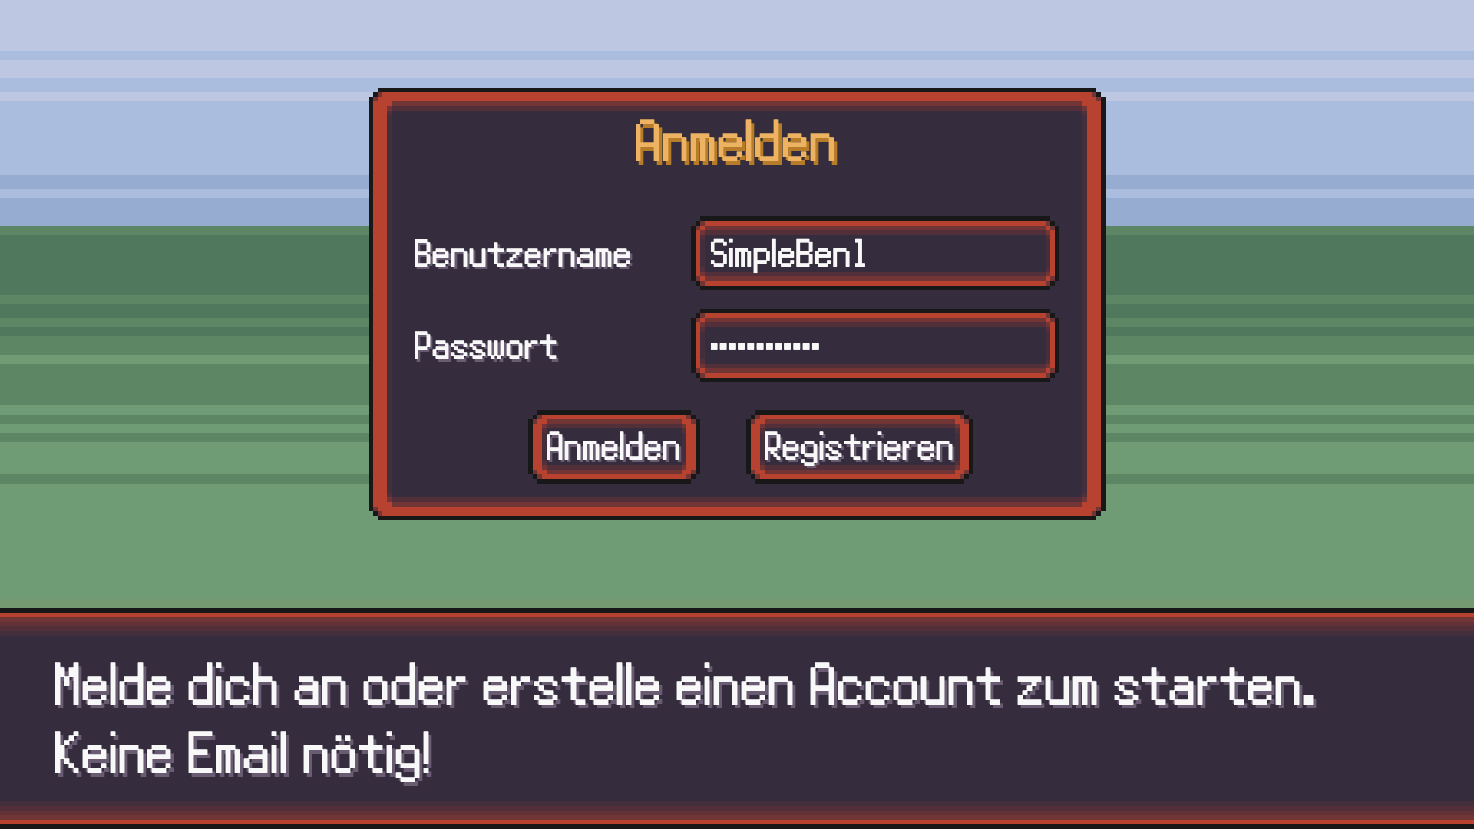 Anmelden
Benutzername
SimpleBen1
Passwort
••••••••••••
Anmelden
Registrieren
Melde dich an oder erstelle einen Account zum starten.
Keine Email nötig!